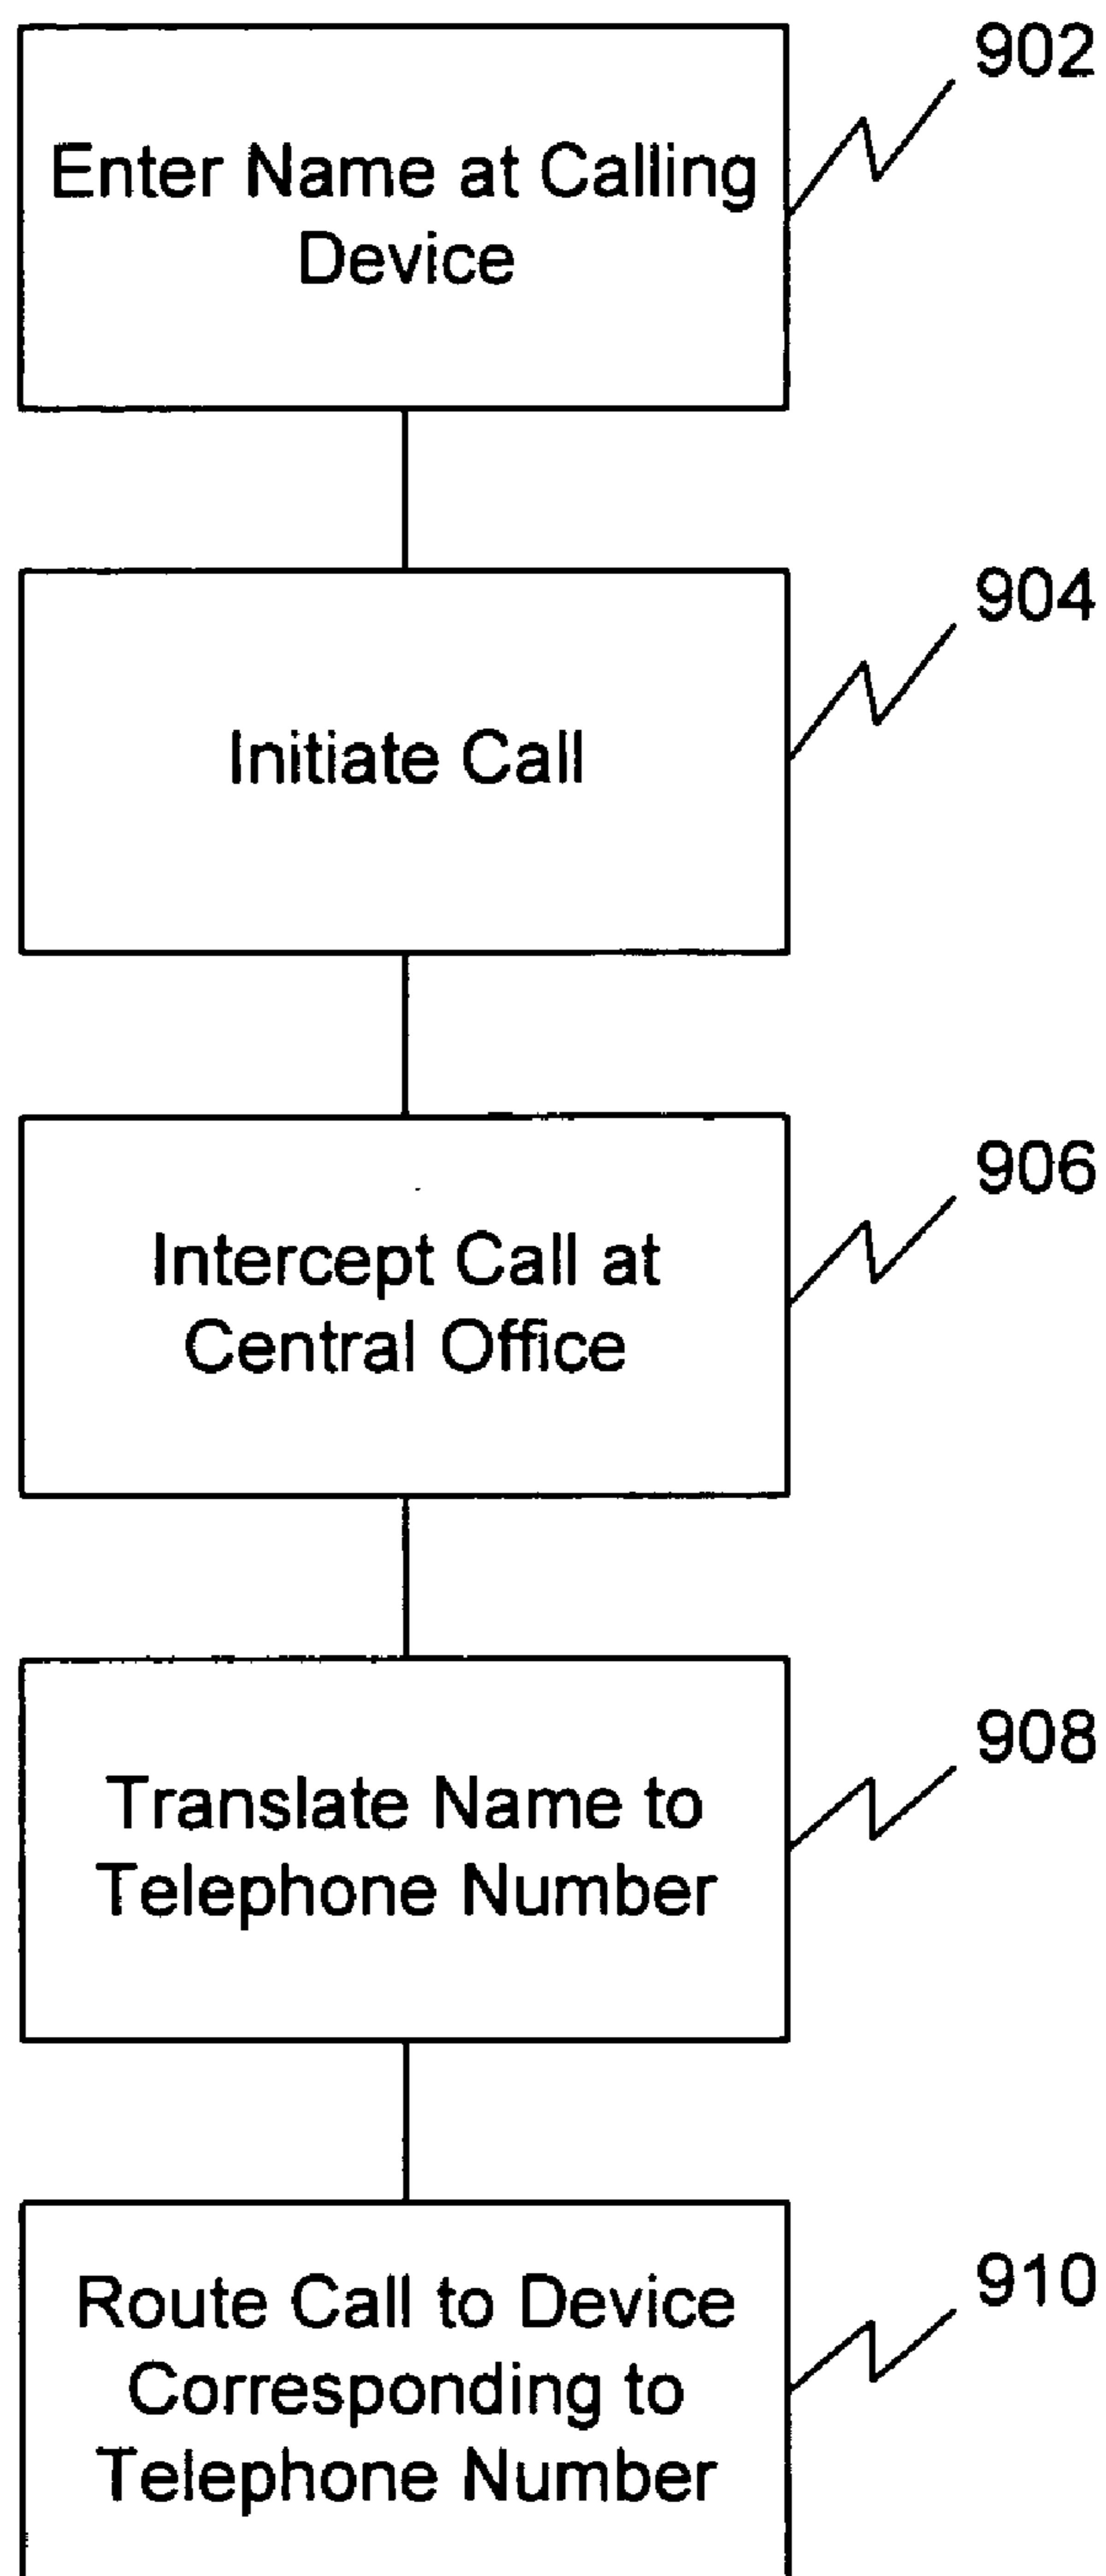 902
Enter Name at Calling
Device
904
Initiate Call
906
Intercept Call at
Central Office
908
Translate Name to
Telephone Number
910
Route Call to Device
Corresponding to
Telephone Number